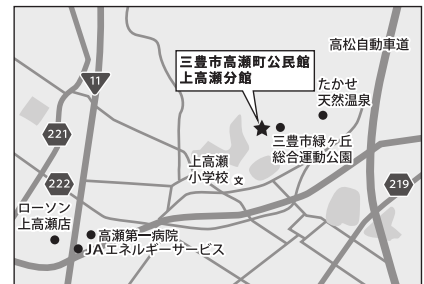 高松自動車道
三豊市高瀬町公民館
上高瀬分館
たかせ
天然温泉
11
221
三豊市緑ヶ丘
総合運動公園
上高瀬
小学校
文
222
219
ローソン
上高瀬店
高瀬第一病院
JAエネルギーサービス